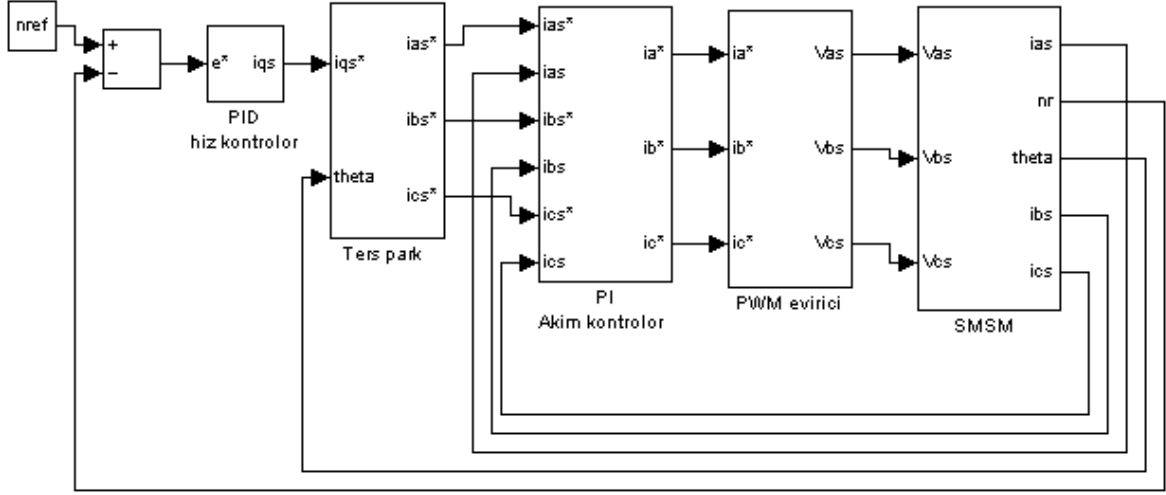 nref
+
−
e*
iqs
PID
hiz kontrolor
iqs*
theta
ias*
ibs*
ics*
Ters park
ias*
ias
ibs*
ibs
ics*
ics
ia*
ib*
ic*
PI
Akim kontrolor
ia*
ib*
ic*
Vas
Vbs
Vcs
PWM evirici
Vas
Vbs
Vcs
ias
nr
theta
ibs
ics
SMSM